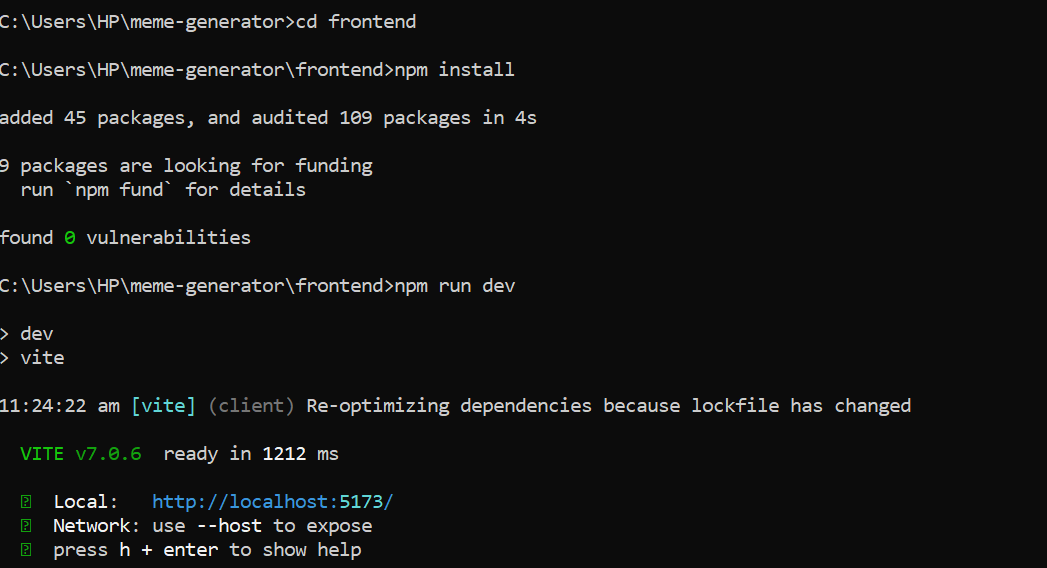 C:\Users\HP\meme-generator>cd frontend
C:\Users\HP\meme-generator\frontend>npm install
added 45 packages, and audited 109 packages in 4s
9 packages are looking for funding
  run `npm fund` for details
found 0 vulnerabilities
C:\Users\HP\meme-generator\frontend>npm run dev
> dev
> vite
11:24:22 am [vite] (client) Re-optimizing dependencies because lockfile has changed
  VITE v7.0.6  ready in 1212 ms
  Local:   http://localhost:5173/
  Network: use --host to expose
  press h + enter to show help